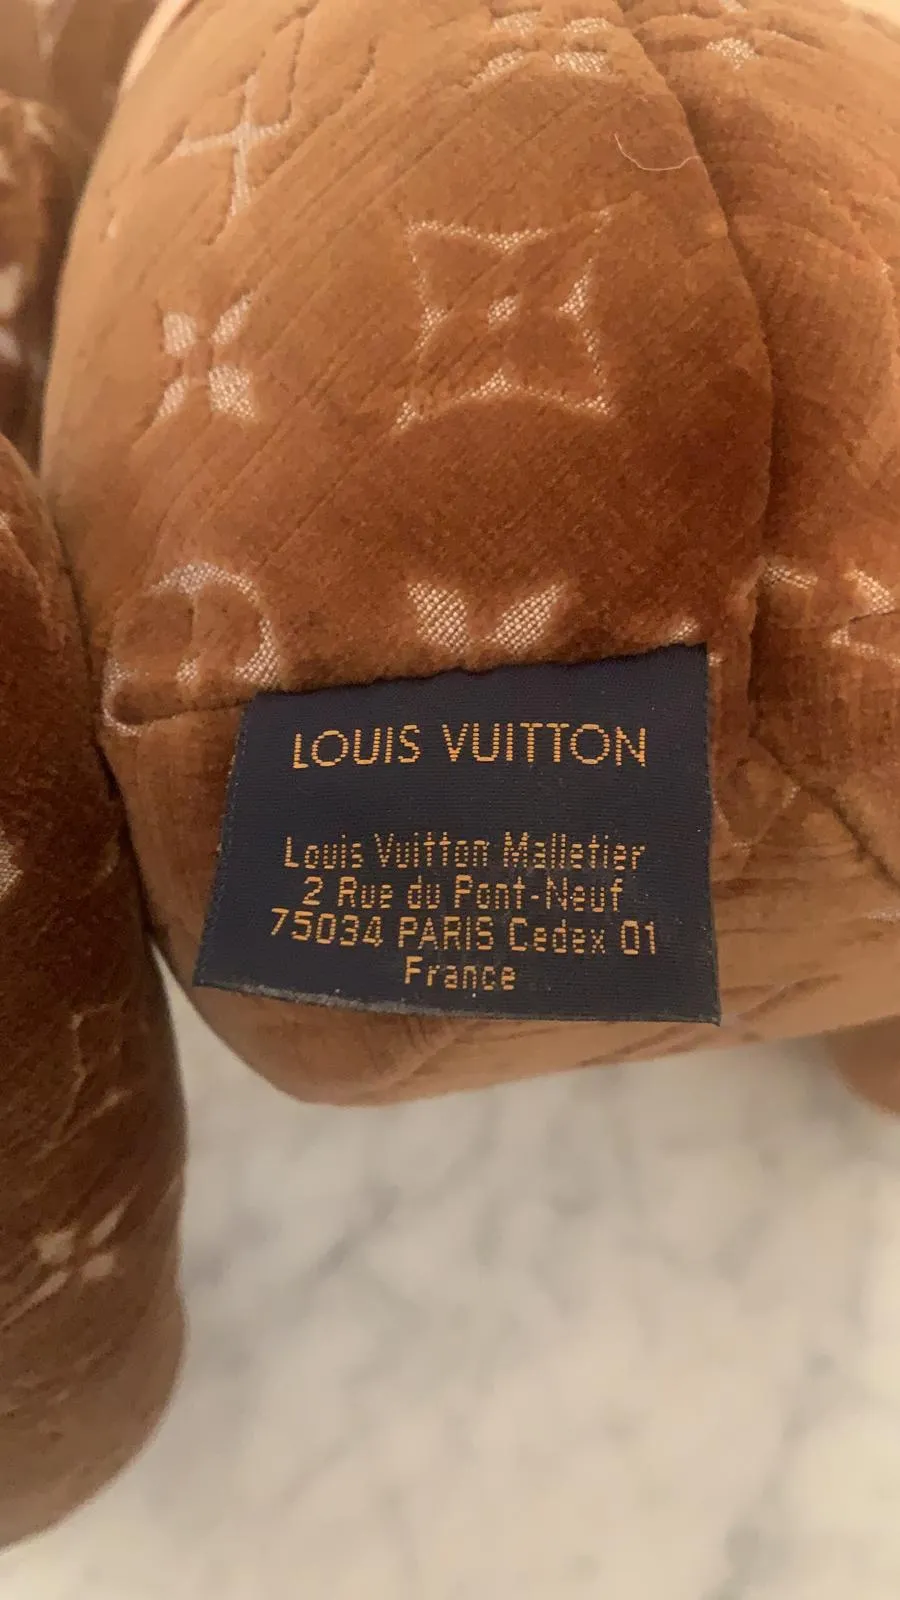 LOUIS VUITTON
Louis Vuitton Malletier
2 Rue du Pont-Neuf
75034 PARIS Cedex 01
France